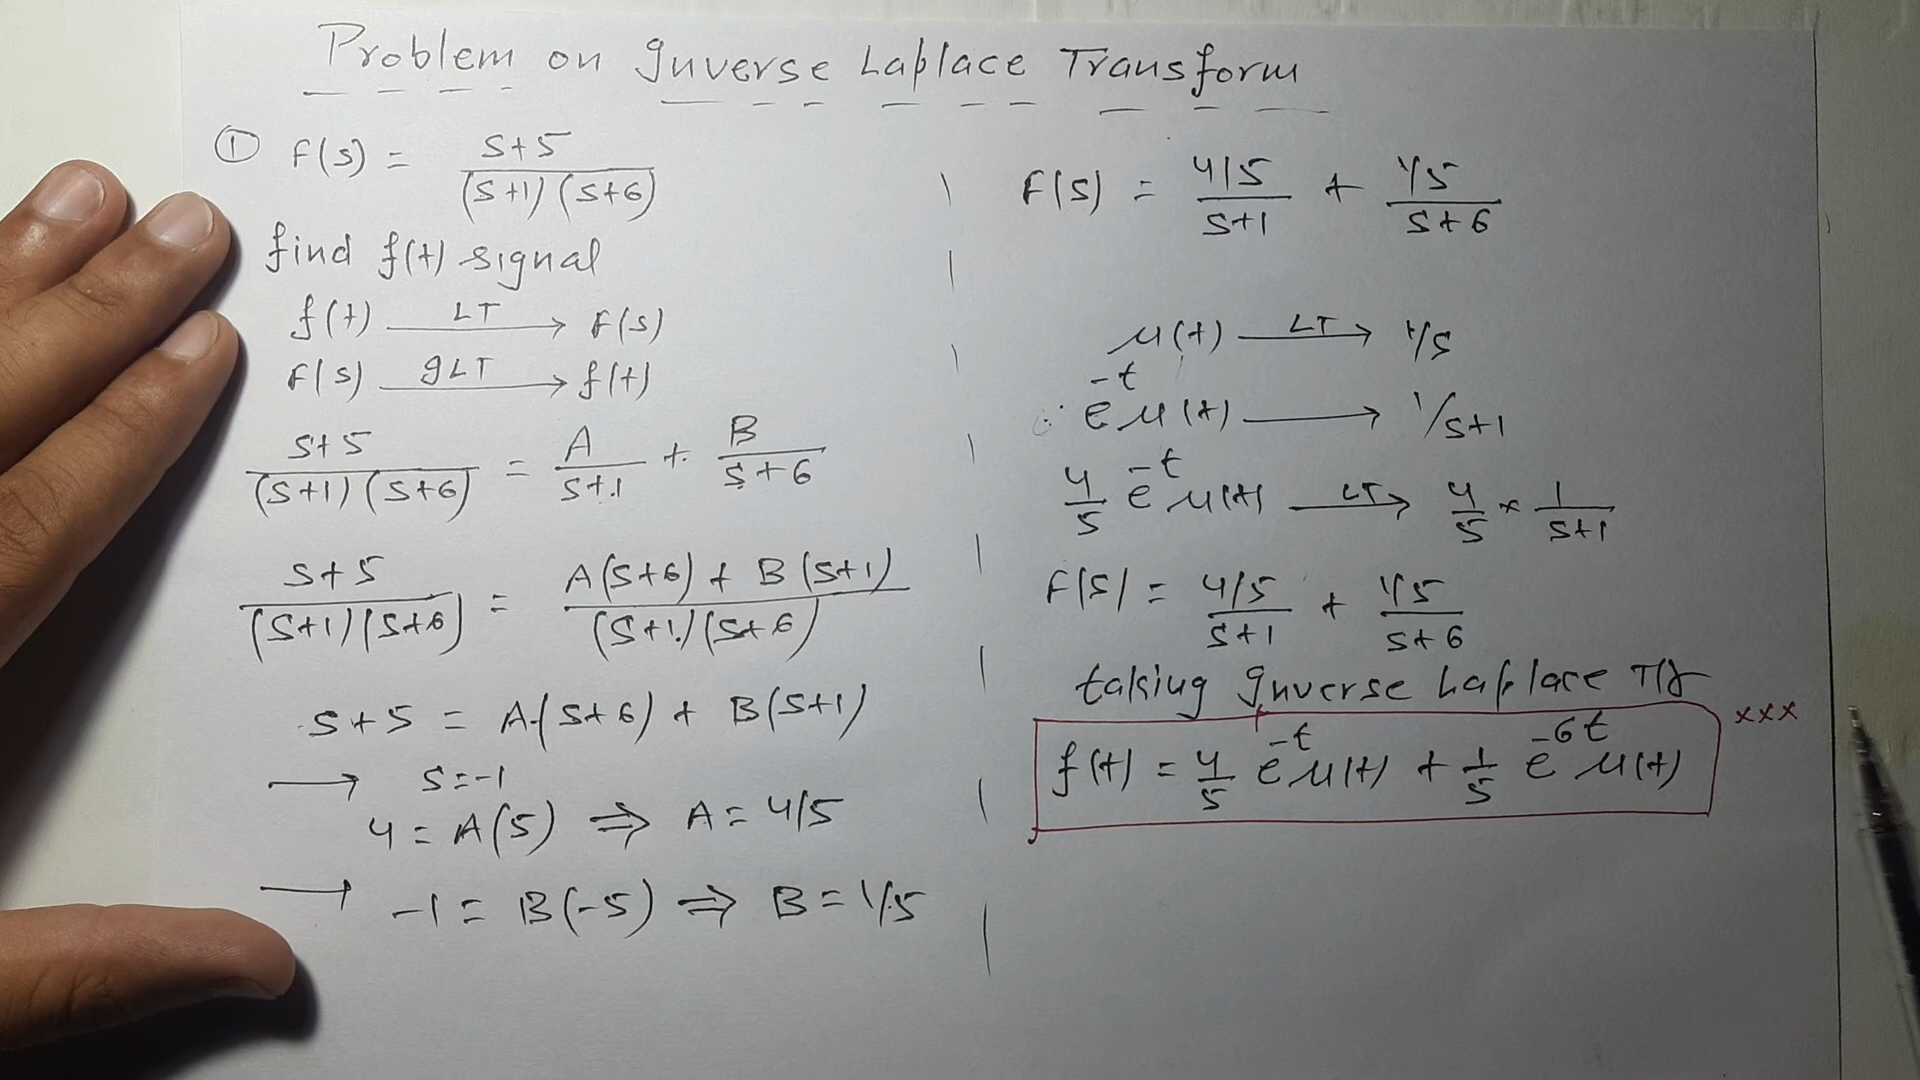 Problem on Inverse Laplace Transform
① F(s) = s+5 / (s+1)(s+6)
find f(t) signal
f(t) —LT→ F(s)
F(s) —ILT→ f(t)
s+5 / (s+1)(s+6) = A / s+1 + B / s+6
s+5 / (s+1)(s+6) = A(s+6) + B(s+1) / (s+1)(s+6)
s+5 = A(s+6) + B(s+1)
→ s=-1
4 = A(5) ⇒ A = 4/5
→ -1 = B(-5) ⇒ B = 1/5
F(s) = 4/5 / s+1 + 1/5 / s+6
u(t) —LT→ 1/s
e^-t u(t) → 1/s+1
4/5 e^-t u(t) —LT→ 4/5 × 1/s+1
F(s) = 4/5 / s+1 + 1/5 / s+6
taking Inverse Laplace T/f
f(t) = 4/5 e^-t u(t) + 1/5 e^-6t u(t) xxx